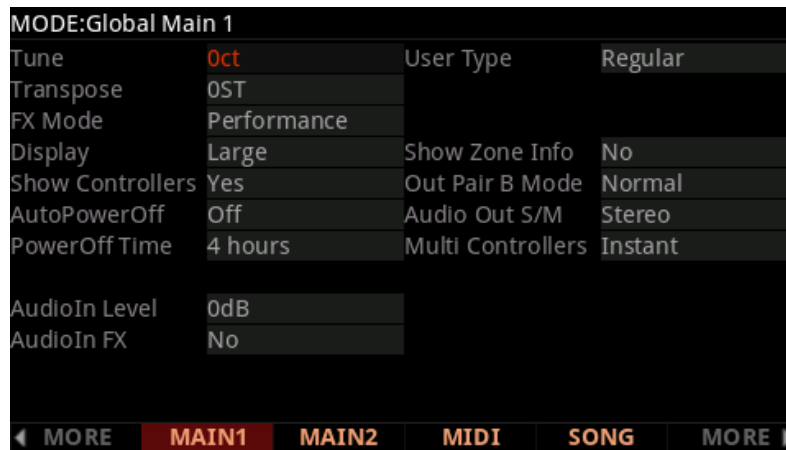 MODE:Global Main 1
Tune 0ct User Type Regular
Transpose 0ST
FX Mode Performance
Display Large Show Zone Info No
Show Controllers Yes Out Pair B Mode Normal
AutoPowerOff Off Audio Out S/M Stereo
PowerOff Time 4 hours Multi Controllers Instant
AudioIn Level 0dB
AudioIn FX No
MORE MAIN1 MAIN2 MIDI SONG MORE